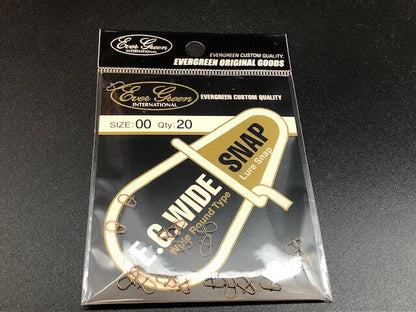 Ever Green
INTERNATIONAL
EVERGREEN CUSTOM QUALITY.
EVERGREEN ORIGINAL GOODS
Ever Green
INTERNATIONAL
EVERGREEN CUSTOM QUALITY
SIZE:00 Qty:20
E.G.WIDE
SNAP
Wide Round Type
Lure Snap